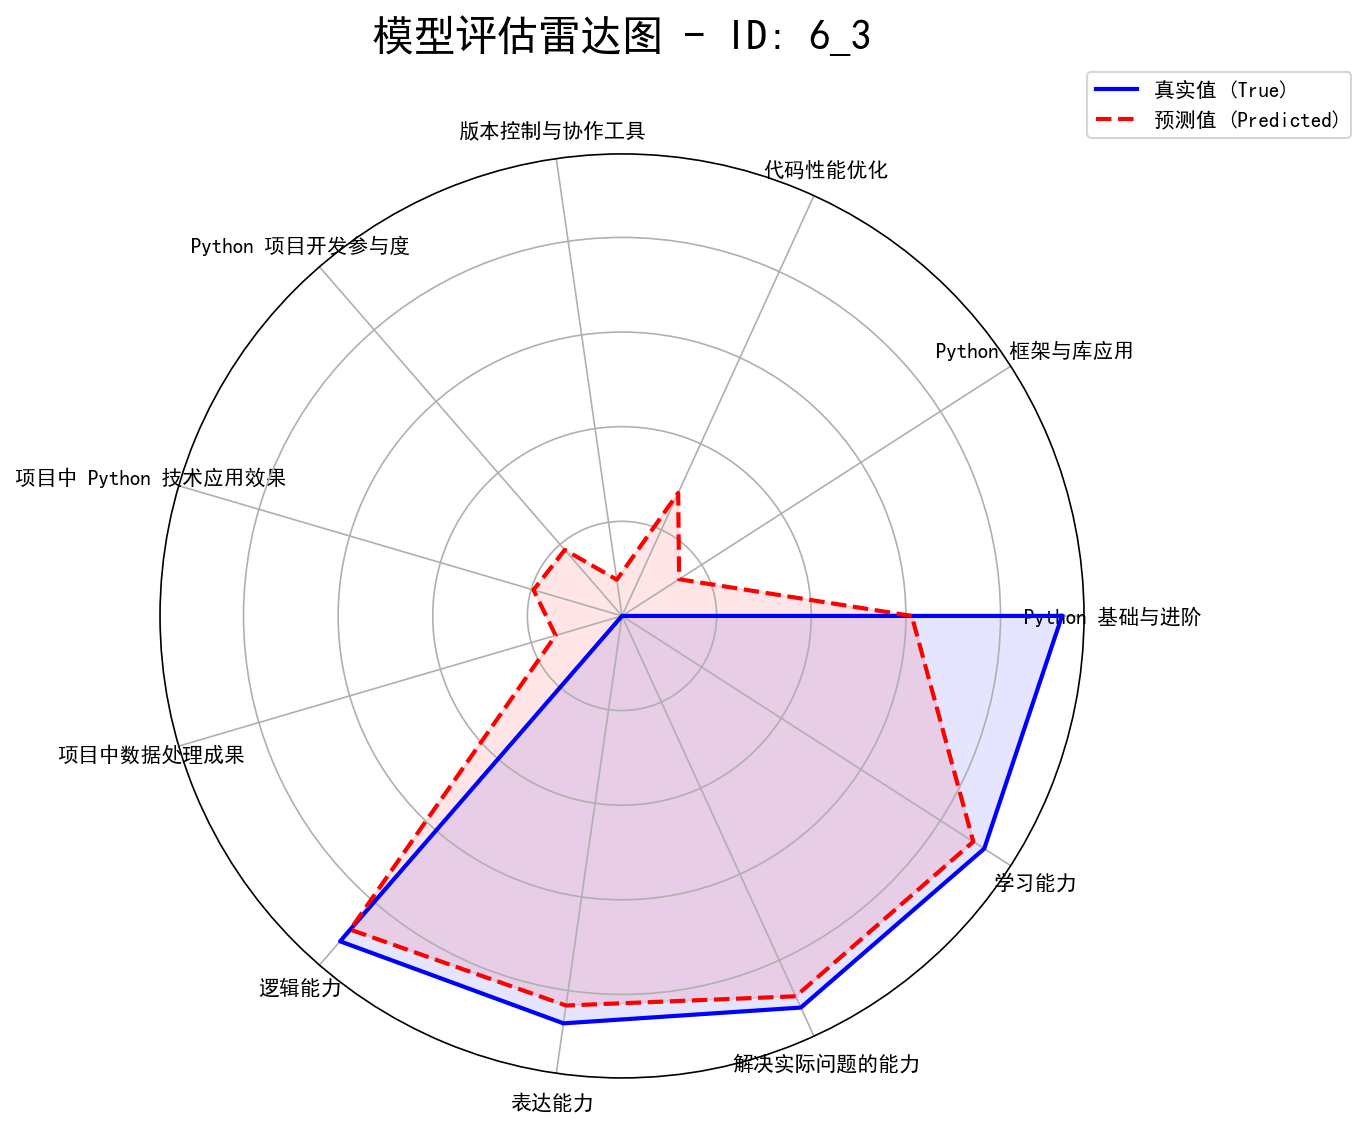 模型评估雷达图 - ID: 6_3
真实值 (True)
预测值 (Predicted)
版本控制与协作工具
代码性能优化
Python 项目开发参与度
Python 框架与库应用
项目中 Python 技术应用效果
Python 基础与进阶
项目中数据处理成果
学习能力
逻辑能力
解决实际问题的能力
表达能力